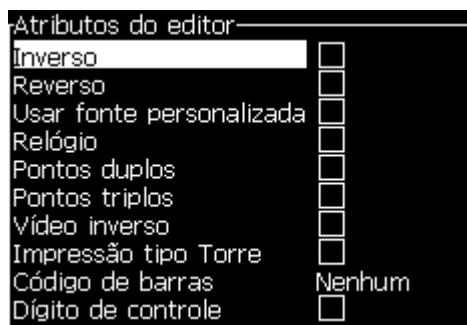 Atributos do editor
Inverso
Reverso
Usar fonte personalizada
Relógio
Pontos duplos
Pontos triplos
Vídeo inverso
Impressão tipo Torre
Código de barras Nenhum
Dígito de controle